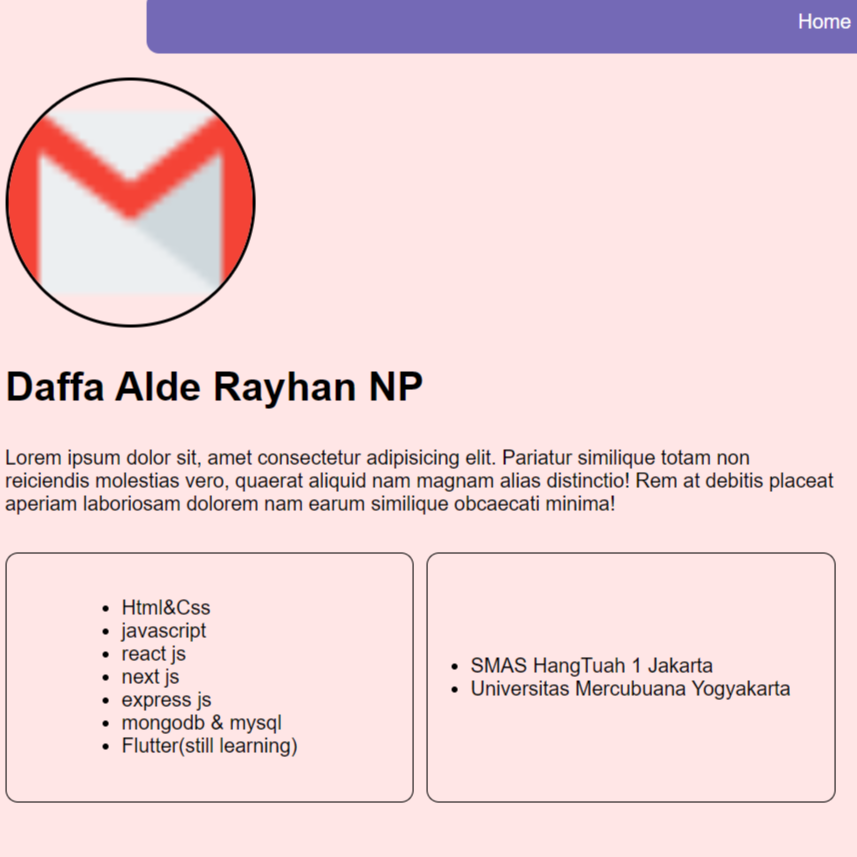 Home
Daffa Alde Rayhan NP
Lorem ipsum dolor sit, amet consectetur adipisicing elit. Pariatur similique totam non
reiciendis molestias vero, quaerat aliquid nam magnam alias distinctio! Rem at debitis placeat
aperiam laboriosam dolorem nam earum similique obcaecati minima!
Html&Css
javascript
react js
next js
express js
mongodb & mysql
Flutter(still learning)
SMAS HangTuah 1 Jakarta
Universitas Mercubuana Yogyakarta